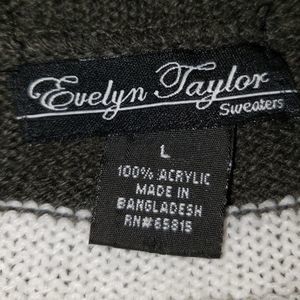 Evelyn Taylor
Sweaters
L
100% ACRYLIC
MADE IN
BANGLADESH
RN#65815